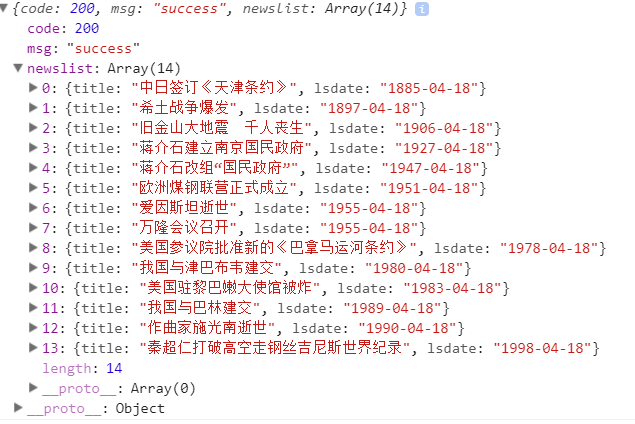 {code: 200, msg: "success", newslist: Array(14)} i
code: 200
msg: "success"
newslist: Array(14)
0: {title: "中日签订《天津条约》", lsdate: "1885-04-18"}
1: {title: "希土战争爆发", lsdate: "1897-04-18"}
2: {title: "旧金山大地震　千人丧生", lsdate: "1906-04-18"}
3: {title: "蒋介石建立南京国民政府", lsdate: "1927-04-18"}
4: {title: "蒋介石改组“国民政府”", lsdate: "1947-04-18"}
5: {title: "欧洲煤钢联营正式成立", lsdate: "1951-04-18"}
6: {title: "爱因斯坦逝世", lsdate: "1955-04-18"}
7: {title: "万隆会议召开", lsdate: "1955-04-18"}
8: {title: "美国参议院批准新的《巴拿马运河条约》", lsdate: "1978-04-18"}
9: {title: "我国与津巴布韦建交", lsdate: "1980-04-18"}
10: {title: "美国驻黎巴嫩大使馆被炸", lsdate: "1983-04-18"}
11: {title: "我国与巴林建交", lsdate: "1989-04-18"}
12: {title: "作曲家施光南逝世", lsdate: "1990-04-18"}
13: {title: "秦超仁打破高空走钢丝吉尼斯世界纪录", lsdate: "1998-04-18"}
length: 14
__proto__: Array(0)
__proto__: Object